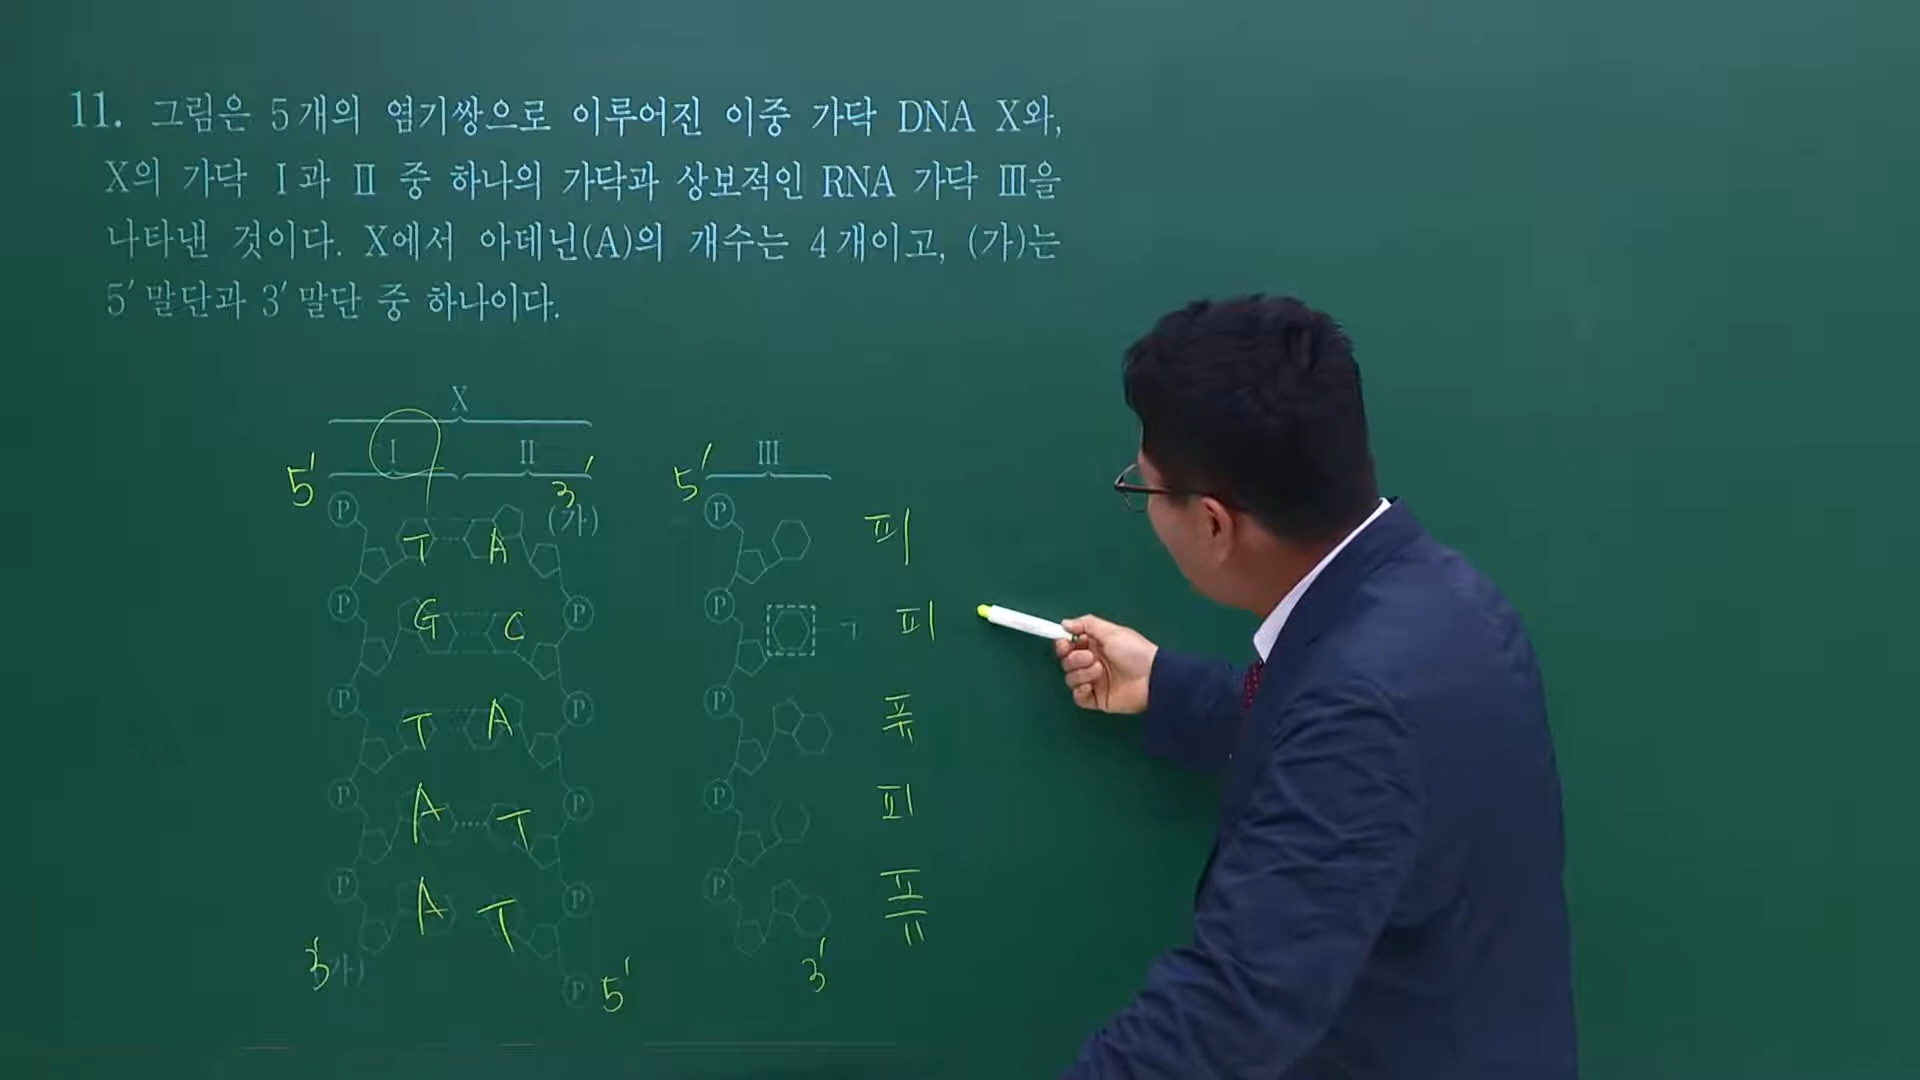 11. 그림은 5개의 염기쌍으로 이루어진 이중 가닥 DNA X와,
X의 가닥 Ⅰ과 Ⅱ 중 하나의 가닥과 상보적인 RNA 가닥 Ⅲ을
나타낸 것이다. X에서 아데닌(A)의 개수는 4개이고, (가)는
5′말단과 3′말단 중 하나이다.
X
Ⅰ Ⅱ Ⅲ
5′ 3′ 5′
P (가) P
T A 피
P G C P P ㄱ 피
P T A P P 퓨
P A T P P 피
P A T P P 퓨
3′ (가) 3′
P 5′